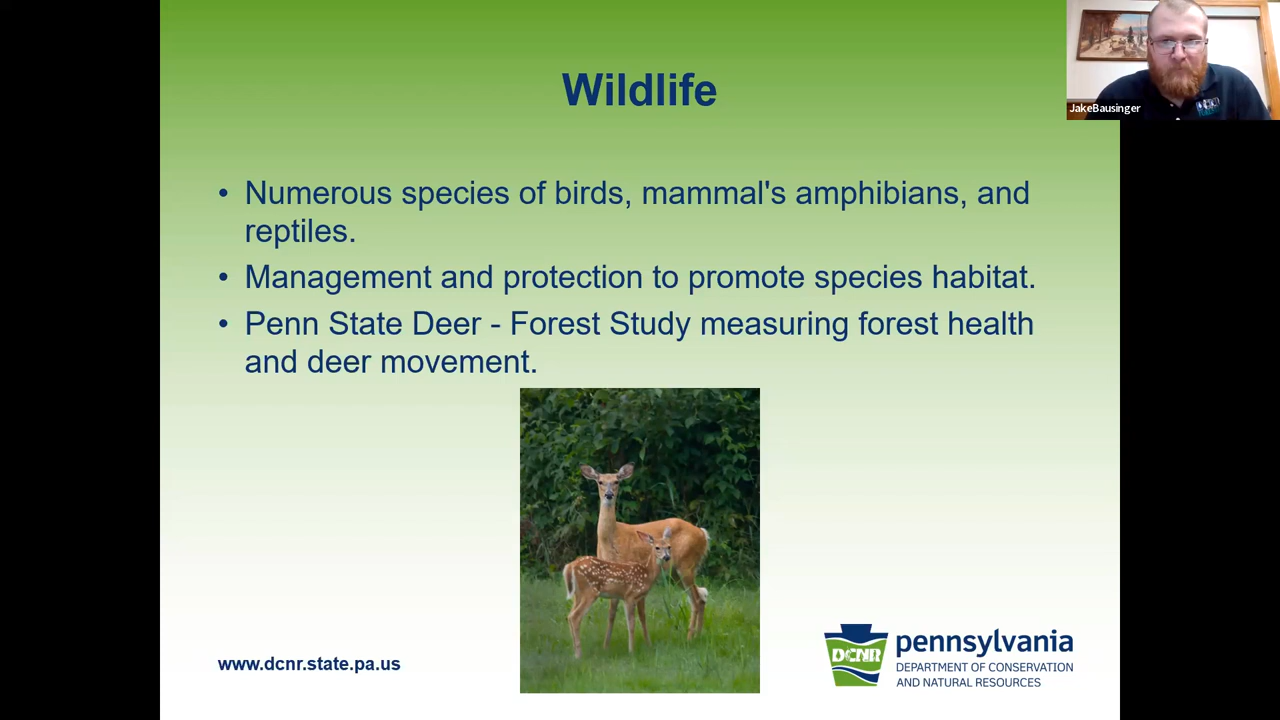 JakeBausinger
Wildlife
• Numerous species of birds, mammal's amphibians, and
reptiles.
• Management and protection to promote species habitat.
• Penn State Deer - Forest Study measuring forest health
and deer movement.
www.dcnr.state.pa.us
DCNR
pennsylvania
DEPARTMENT OF CONSERVATION
AND NATURAL RESOURCES